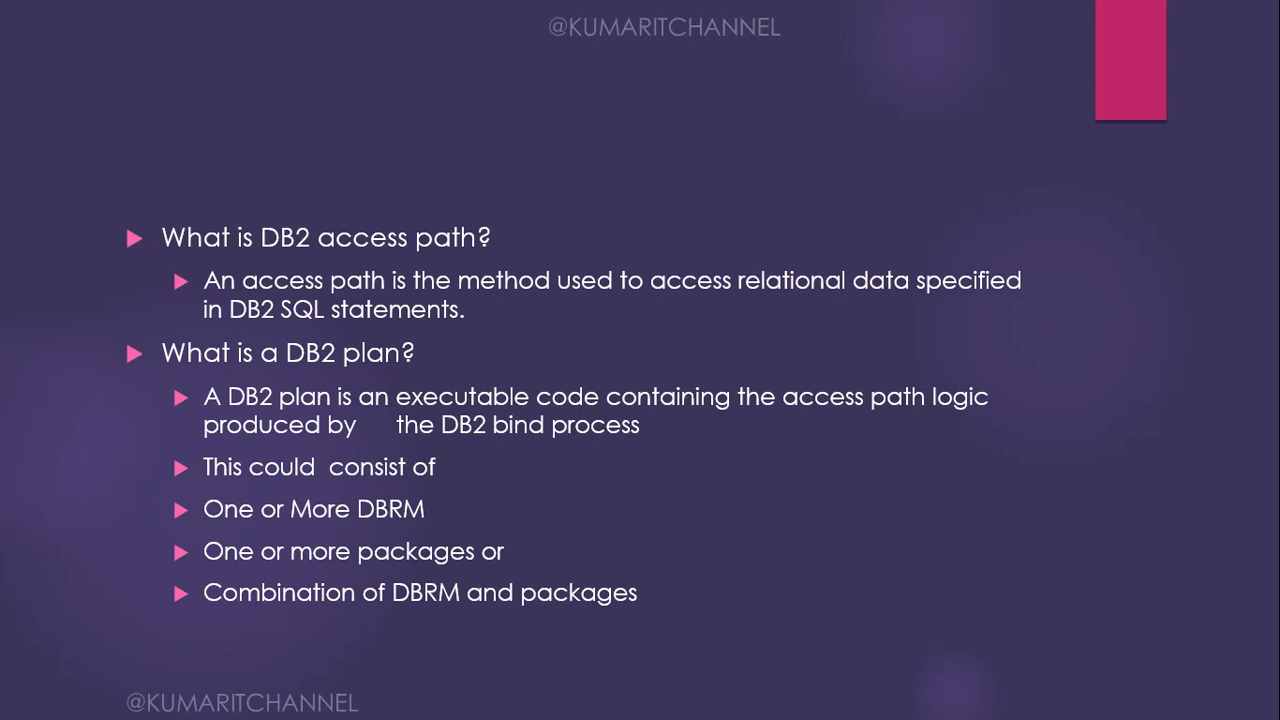 @KUMARITCHANNEL
What is DB2 access path?
An access path is the method used to access relational data specified
in DB2 SQL statements.
What is a DB2 plan?
A DB2 plan is an executable code containing the access path logic
produced by the DB2 bind process
This could consist of
One or More DBRM
One or more packages or
Combination of DBRM and packages
@KUMARITCHANNEL